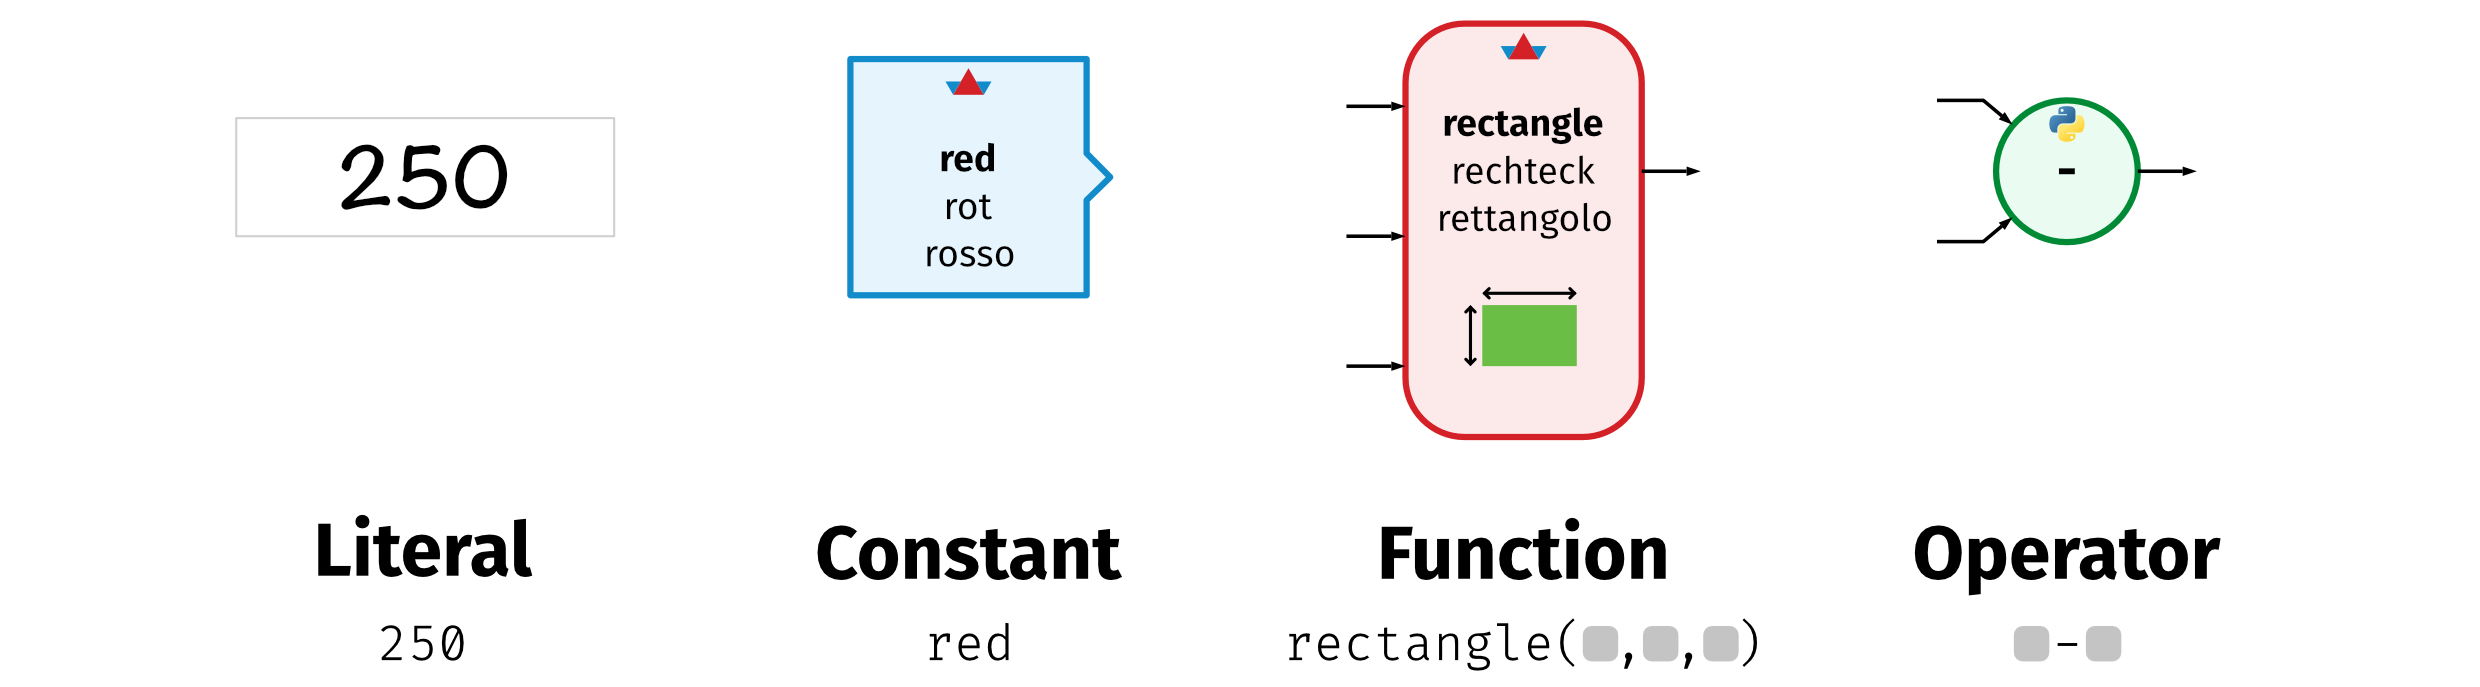 250
red
rot
rosso
rectangle
rechteck
rettangolo
-
Literal
250
Constant
red
Function
rectangle( , , )
Operator
-